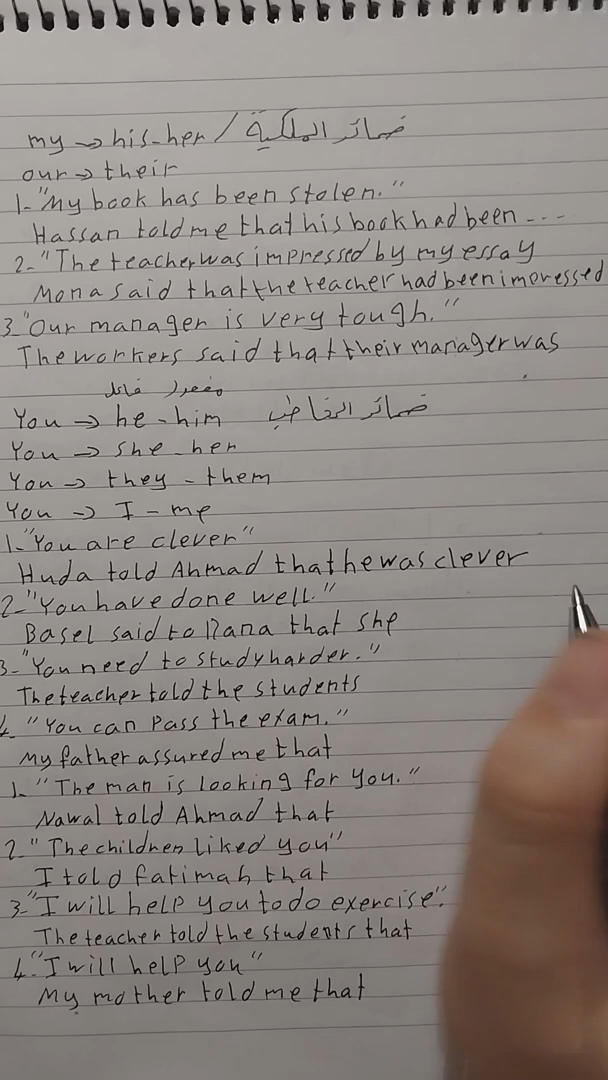 my → his - her / ضمائر الملكية
our → their
1- "My book has been stolen."
Hassan told me that his book had been ---
2- "The teacher was impressed by my essay
Mona said that the teacher had been impressed
3- "Our manager is very tough."
The workers said that their manager was
مفعول فاعل
You → he - him ضمائر المخاطب
You → she - her
You → they - them
You → I - me
1. "You are clever"
Huda told Ahmad that he was clever
2- "You have done well."
Basel said to Rana that she
3- "You need to study harder."
The teacher told the students
4. "You can pass the exam."
My father assured me that
1. "The man is looking for you."
Nawal told Ahmad that
2. "The children liked you"
I told fatimah that
3- "I will help you to do exercise".
The teacher told the students that
4- "I will help you"
My mother told me that